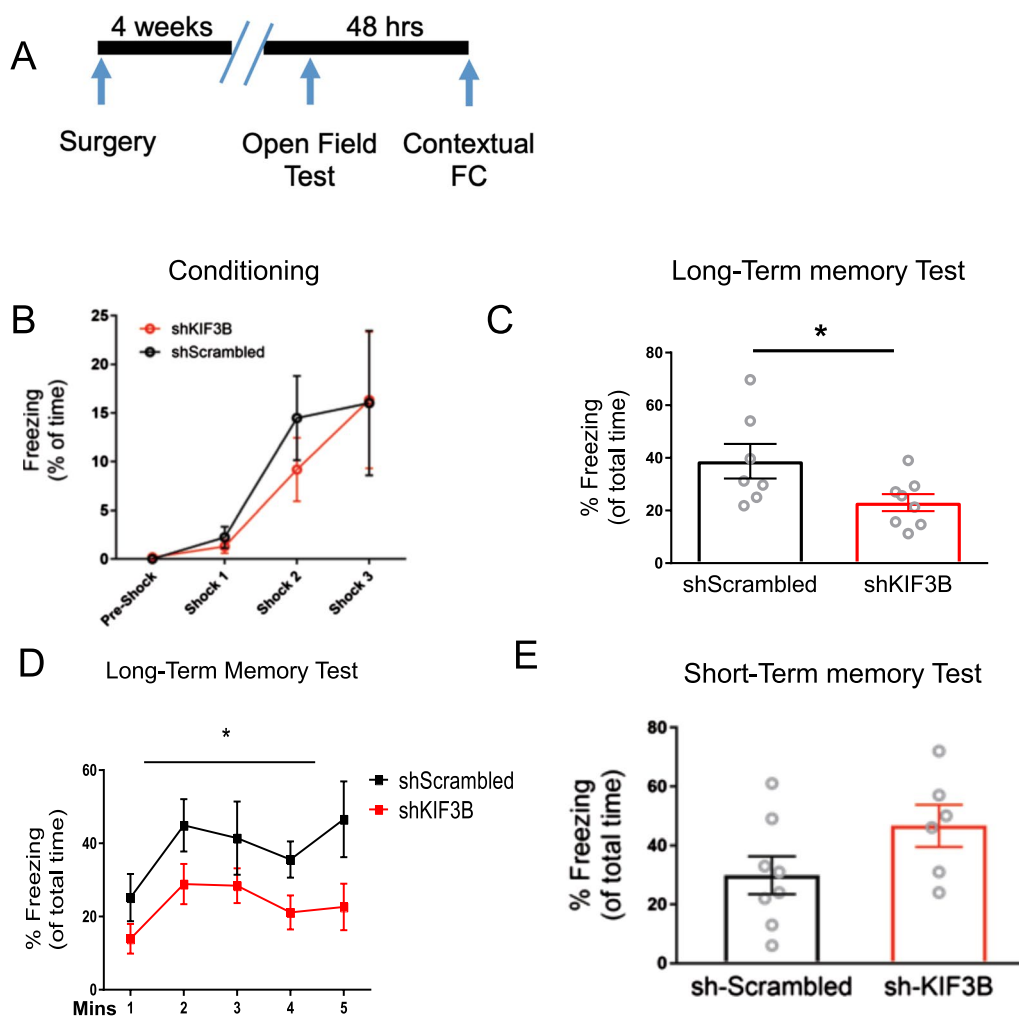 A
4 weeks
48 hrs
Surgery
Open Field
Test
Contextual
FC
B
Conditioning
Freezing
(% of time)
25
20
15
10
5
0
shKIF3B
shScrambled
Pre-Shock
Shock 1
Shock 2
Shock 3
C
Long-Term memory Test
*
% Freezing
(of total time)
80
60
40
20
0
shScrambled
shKIF3B
D
Long-Term Memory Test
*
% Freezing
(of total time)
60
40
20
0
shScrambled
shKIF3B
Mins 1 2 3 4 5
E
Short-Term memory Test
% Freezing
(of total time)
80
60
40
20
0
sh-Scrambled
sh-KIF3B